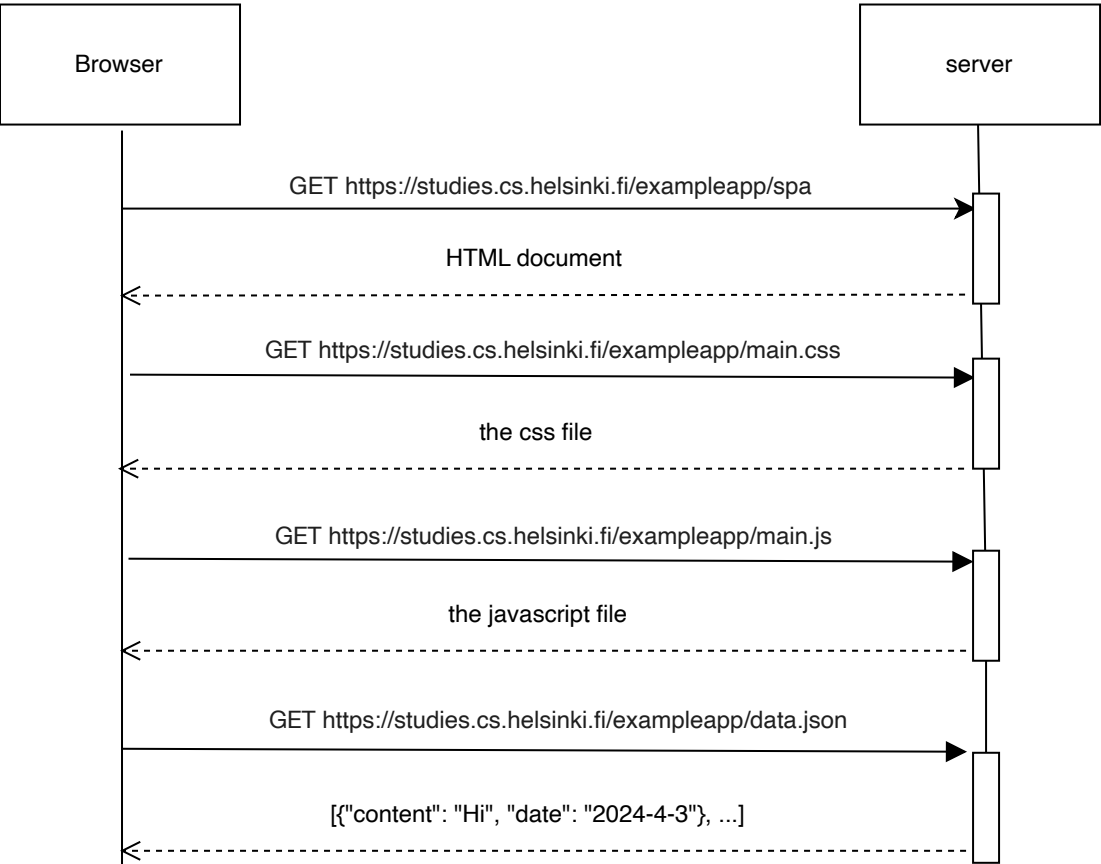 Browser
server
GET https://studies.cs.helsinki.fi/exampleapp/spa
HTML document
GET https://studies.cs.helsinki.fi/exampleapp/main.css
the css file
GET https://studies.cs.helsinki.fi/exampleapp/main.js
the javascript file
GET https://studies.cs.helsinki.fi/exampleapp/data.json
[{"content": "Hi", "date": "2024-4-3"}, ...]